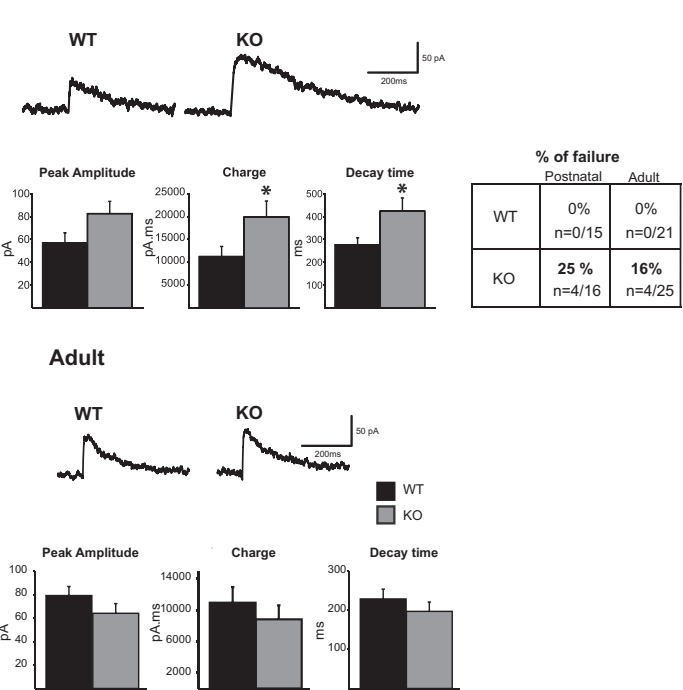 WT
KO
50 pA
200ms
Peak Amplitude
100
80
60
40
20
pA
Charge
*
25000
20000
15000
10000
5000
pA.ms
Decay time
*
500
400
300
200
100
ms
% of failure
Postnatal Adult
WT 0% 0%
n=0/15 n=0/21
KO 25 % 16%
n=4/16 n=4/25
Adult
WT
KO
50 pA
200ms
WT
KO
Peak Amplitude
100
80
60
40
20
pA
Charge
14000
10000
6000
2000
pA.ms
Decay time
300
200
100
ms